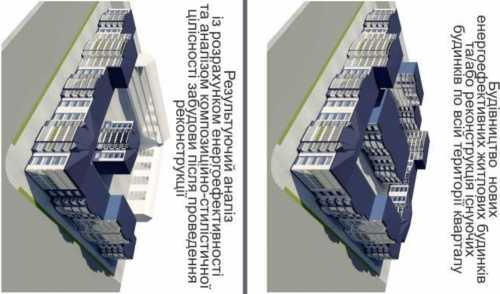 Будівництво нових
енергоефективних житлових будинків
та/або реконструкція існуючих
будинків по всій території кварталу
Результуючий аналіз
із розрахунком енергоефективності
та аналізом композиційно-стилістичної
цілісності забудови після проведення
реконструкції